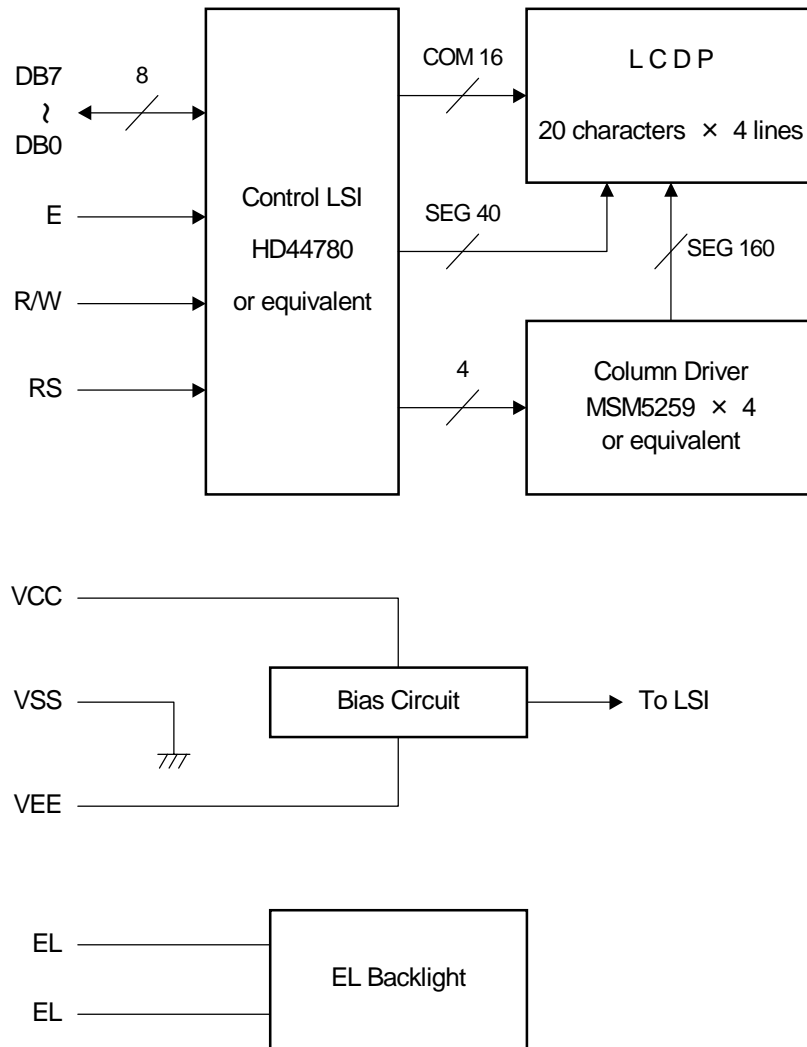 DB7
~
DB0
8
E
R/W
RS
Control LSI
HD44780
or equivalent
COM 16
SEG 40
4
L C D P
20 characters × 4 lines
SEG 160
Column Driver
MSM5259 × 4
or equivalent
VCC
VSS
VEE
Bias Circuit
To LSI
EL
EL
EL Backlight